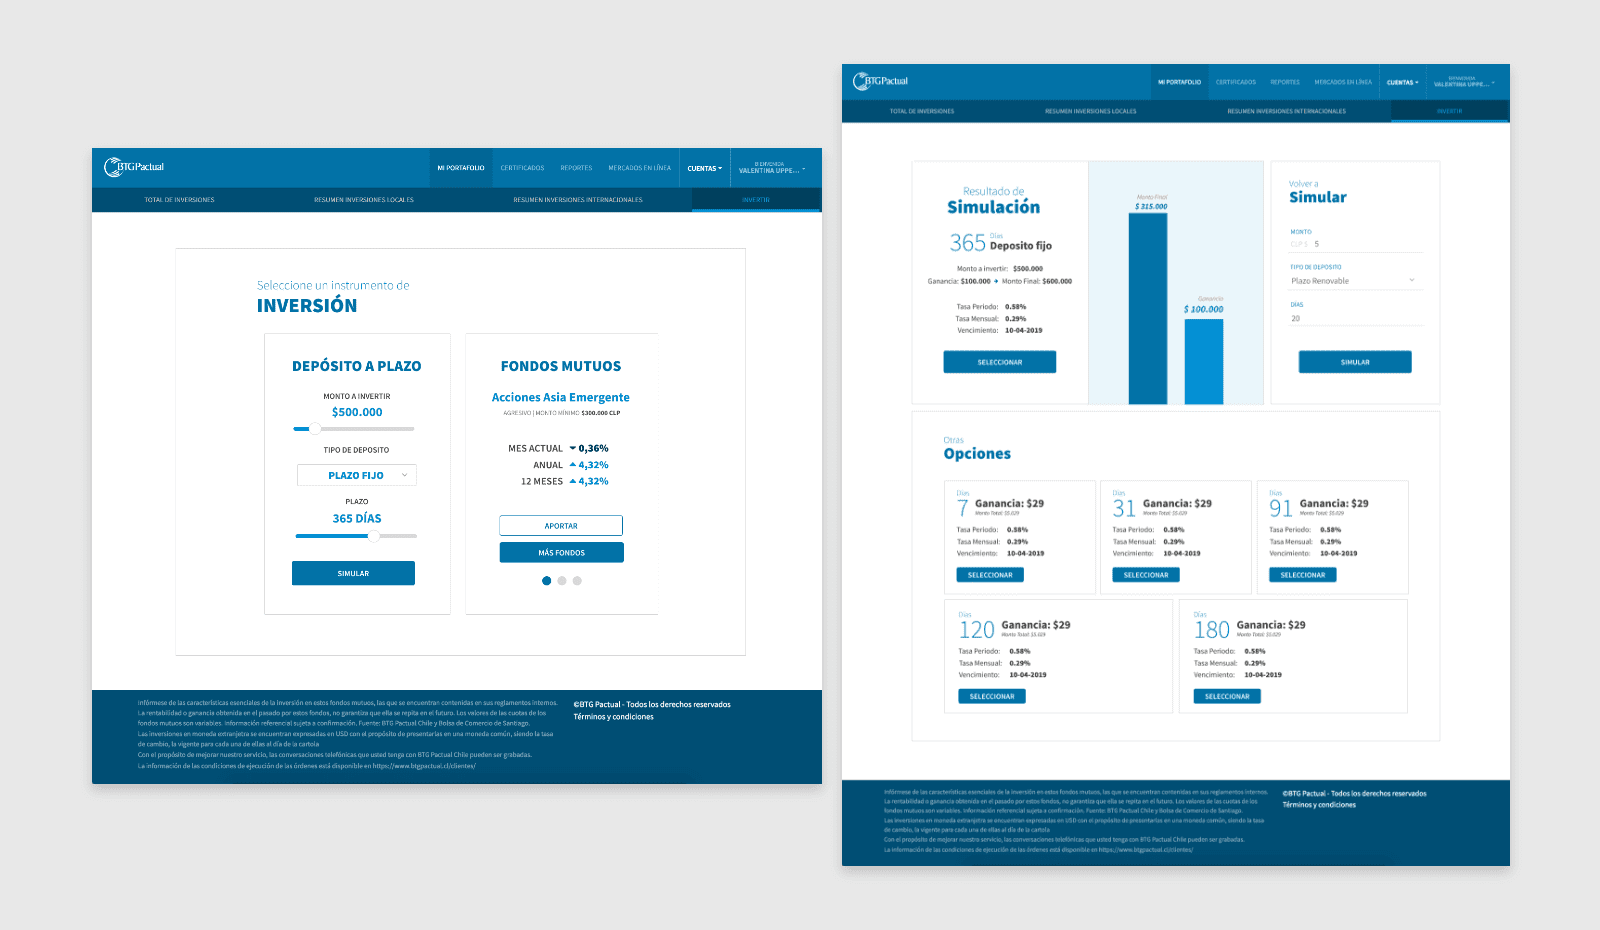 BTGPactual
MI PORTAFOLIO
CERTIFICADOS
REPORTES
MERCADOS EN LÍNEA
CUENTAS
BIENVENIDA
VALENTINA UPPE...
TOTAL DE INVERSIONES
RESUMEN INVERSIONES LOCALES
RESUMEN INVERSIONES INTERNACIONALES
INVERTIR
Seleccione un instrumento de
INVERSIÓN
DEPÓSITO A PLAZO
MONTO A INVERTIR
$500.000
TIPO DE DEPOSITO
PLAZO FIJO
PLAZO
365 DÍAS
SIMULAR
FONDOS MUTUOS
Acciones Asia Emergente
AGRESIVO | MONTO MÍNIMO $300.000 CLP
MES ACTUAL 0,36%
ANUAL 4,32%
12 MESES 4,32%
APORTAR
MÁS FONDOS
Infórmese de las características esenciales de la Inversión en estos fondos mutuos, las que se encuentran contenidas en sus reglamentos internos.
La rentabilidad o ganancia obtenida en el pasado por estos fondos, no garantiza que ella se repita en el futuro. Los valores de las cuotas de los
fondos mutuos son variables. Información referencial sujeta a confirmación. Fuente: BTG Pactual Chile y Bolsa de Comercio de Santiago.
Las inversiones en moneda extranjetra se encuentran expresadas en USD con el propósito de presentarlas en una moneda común, siendo la tasa
de cambio, la vigente para cada una de ellas al día de la cartola
Con el propósito de mejorar nuestro servicio, las conversaciones telefónicas que usted tenga con BTG Pactual Chile pueden ser grabadas.
La información de las condiciones de ejecución de las órdenes está disponible en https://www.btgpactual.cl/clientes/
©BTG Pactual - Todos los derechos reservados
Términos y condiciones
BTGPactual
MI PORTAFOLIO
CERTIFICADOS
REPORTES
MERCADOS EN LÍNEA
CUENTAS
BIENVENIDA
VALENTINA UPPE...
TOTAL DE INVERSIONES
RESUMEN INVERSIONES LOCALES
RESUMEN INVERSIONES INTERNACIONALES
INVERTIR
Resultado de
Simulación
365 Días
Deposito fijo
Monto a invertir: $500.000
Ganancia: $100.000 Monto Final: $600.000
Tasa Periodo: 0.58%
Tasa Mensual: 0.29%
Vencimiento: 10-04-2019
SELECCIONAR
Monto Final
$ 315.000
Ganancia
$ 100.000
Volver a
Simular
MONTO
CLP $ 5
TIPO DE DEPOSITO
Plazo Renovable
DIAS
20
SIMULAR
Otras
Opciones
Días
7 Ganancia: $29
Monto Total: $5.029
Tasa Periodo: 0.58%
Tasa Mensual: 0.29%
Vencimiento: 10-04-2019
SELECCIONAR
Días
31 Ganancia: $29
Monto Total: $5.029
Tasa Periodo: 0.58%
Tasa Mensual: 0.29%
Vencimiento: 10-04-2019
SELECCIONAR
Días
91 Ganancia: $29
Monto Total: $5.029
Tasa Periodo: 0.58%
Tasa Mensual: 0.29%
Vencimiento: 10-04-2019
SELECCIONAR
Días
120 Ganancia: $29
Monto Total: $5.029
Tasa Periodo: 0.58%
Tasa Mensual: 0.29%
Vencimiento: 10-04-2019
SELECCIONAR
Días
180 Ganancia: $29
Monto Total: $5.029
Tasa Periodo: 0.58%
Tasa Mensual: 0.29%
Vencimiento: 10-04-2019
SELECCIONAR
Infórmese de las características esenciales de la Inversión en estos fondos mutuos, las que se encuentran contenidas en sus reglamentos internos.
La rentabilidad o ganancia obtenida en el pasado por estos fondos, no garantiza que ella se repita en el futuro. Los valores de las cuotas de los
fondos mutuos son variables. Información referencial sujeta a confirmación. Fuente: BTG Pactual Chile y Bolsa de Comercio de Santiago.
Las inversiones en moneda extranjetra se encuentran expresadas en USD con el propósito de presentarlas en una moneda común, siendo la tasa
de cambio, la vigente para cada una de ellas al día de la cartola
Con el propósito de mejorar nuestro servicio, las conversaciones telefónicas que usted tenga con BTG Pactual Chile pueden ser grabadas.
La información de las condiciones de ejecución de las órdenes está disponible en https://www.btgpactual.cl/clientes/
©BTG Pactual - Todos los derechos reservados
Términos y condiciones